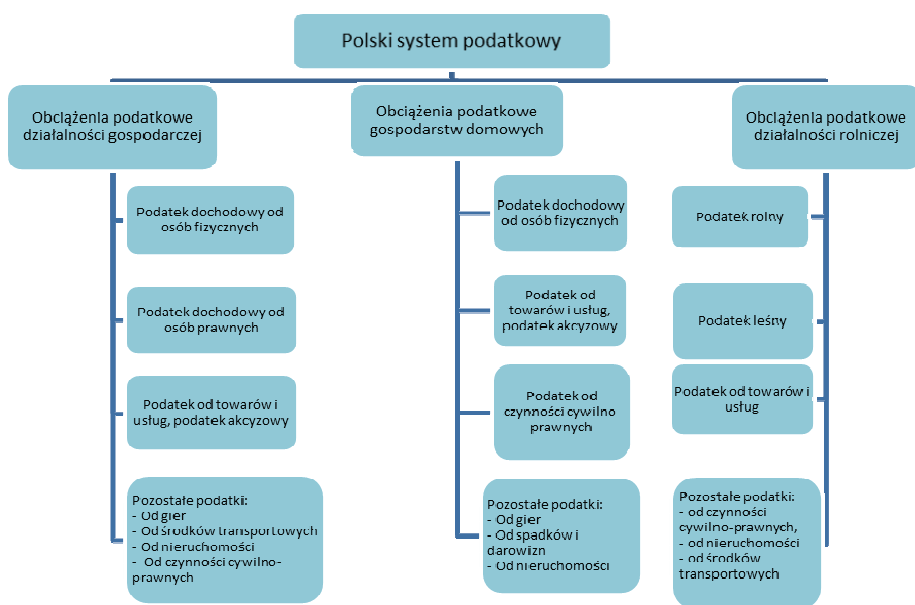 Polski system podatkowy
Obciążenia podatkowe
działalności gospodarczej
Podatek dochodowy od
osób fizycznych
Podatek dochodowy od
osób prawnych
Podatek od towarów i
usług, podatek akcyzowy
Pozostałe podatki:
- Od gier
- Od środków transportowych
- Od nieruchomości
- Od czynności cywilno-
prawnych
Obciążenia podatkowe
gospodarstw domowych
Podatek dochodowy
od osób fizycznych
Podatek od
towarów i usług,
podatek akcyzowy
Podatek od
czynności cywilno
prawnych
Pozostałe podatki:
- Od gier
- Od spadków i
darowizn
- Od nieruchomości
Obciążenia podatkowe
działalności rolniczej
Podatek rolny
Podatek leśny
Podatek od towarów i
usług
Pozostałe podatki:
- od czynności
cywilno-prawnych,
- od nieruchomości
- od środków
transportowych